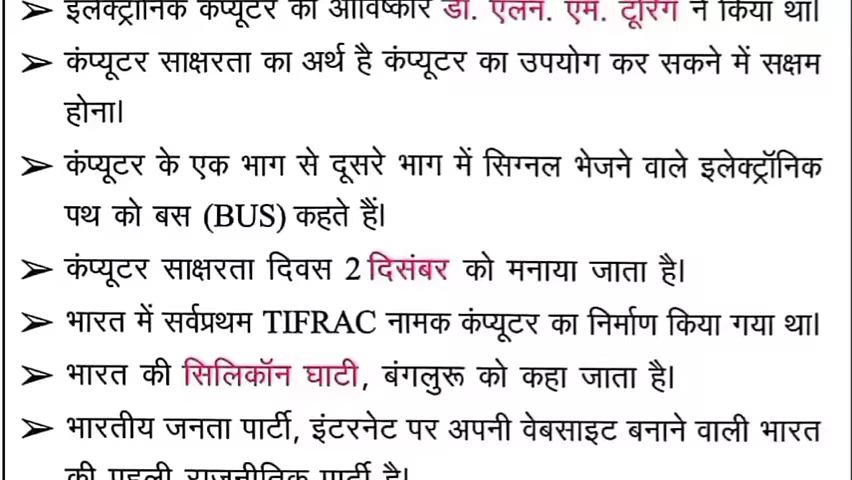 ➢ इलेक्ट्रॉनिक कंप्यूटर का आविष्कार डॉ. एलन. एम. टूरिंग ने किया था।
➢ कंप्यूटर साक्षरता का अर्थ है कंप्यूटर का उपयोग कर सकने में सक्षम
होना।
➢ कंप्यूटर के एक भाग से दूसरे भाग में सिग्नल भेजने वाले इलेक्ट्रॉनिक
पथ को बस (BUS) कहते हैं।
➢ कंप्यूटर साक्षरता दिवस 2 दिसंबर को मनाया जाता है।
➢ भारत में सर्वप्रथम TIFRAC नामक कंप्यूटर का निर्माण किया गया था।
➢ भारत की सिलिकॉन घाटी, बंगलुरू को कहा जाता है।
➢ भारतीय जनता पार्टी, इंटरनेट पर अपनी वेबसाइट बनाने वाली भारत
की पहली राजनीतिक पार्टी है।